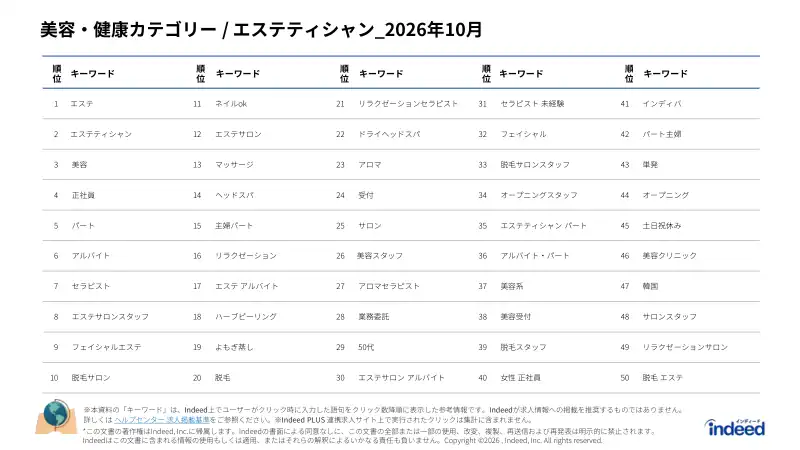 美容・健康カテゴリー / エステティシャン_2026年10月
順位 キーワード 順位 キーワード 順位 キーワード 順位 キーワード 順位 キーワード
1 エステ 11 ネイルok 21 リラクゼーションセラピスト 31 セラピスト 未経験 41 インディバ
2 エステティシャン 12 エステサロン 22 ドライヘッドスパ 32 フェイシャル 42 パート主婦
3 美容 13 マッサージ 23 アロマ 33 脱毛サロンスタッフ 43 単発
4 正社員 14 ヘッドスパ 24 受付 34 オープニングスタッフ 44 オープニング
5 パート 15 主婦パート 25 サロン 35 エステティシャン パート 45 土日祝休み
6 アルバイト 16 リラクゼーション 26 美容スタッフ 36 アルバイト・パート 46 美容クリニック
7 セラピスト 17 エステ アルバイト 27 アロマセラピスト 37 美容系 47 韓国
8 エステサロンスタッフ 18 ハーブピーリング 28 業務委託 38 美容受付 48 サロンスタッフ
9 フェイシャルエステ 19 よもぎ蒸し 29 50代 39 脱毛スタッフ 49 リラクゼーションサロン
10 脱毛サロン 20 脱毛 30 エステサロン アルバイト 40 女性 正社員 50 脱毛 エステ
※本資料の「キーワード」は、Indeed上でユーザーがクリック時に入力した語句をクリック数降順に表示した参考情報です。Indeedが求人情報への掲載を推奨するものではありません。
詳しくは ヘルプセンター 求人掲載基準をご参照ください。※Indeed PLUS 連携求人サイト上で実行されたクリックは集計に含まれません。
*この文書の著作権はIndeed, Inc.に帰属します。Indeedの書面による同意なしに、この文書の全部または一部の使用、改変、複製、再送信および再発表は明示的に禁止されます。
Indeedはこの文書に含まれる情報の使用もしくは適用、またはそれらの解釈によるいかなる責任も負いません。Copyright ©2026 , Indeed, Inc. All rights reserved.
インディード
indeed